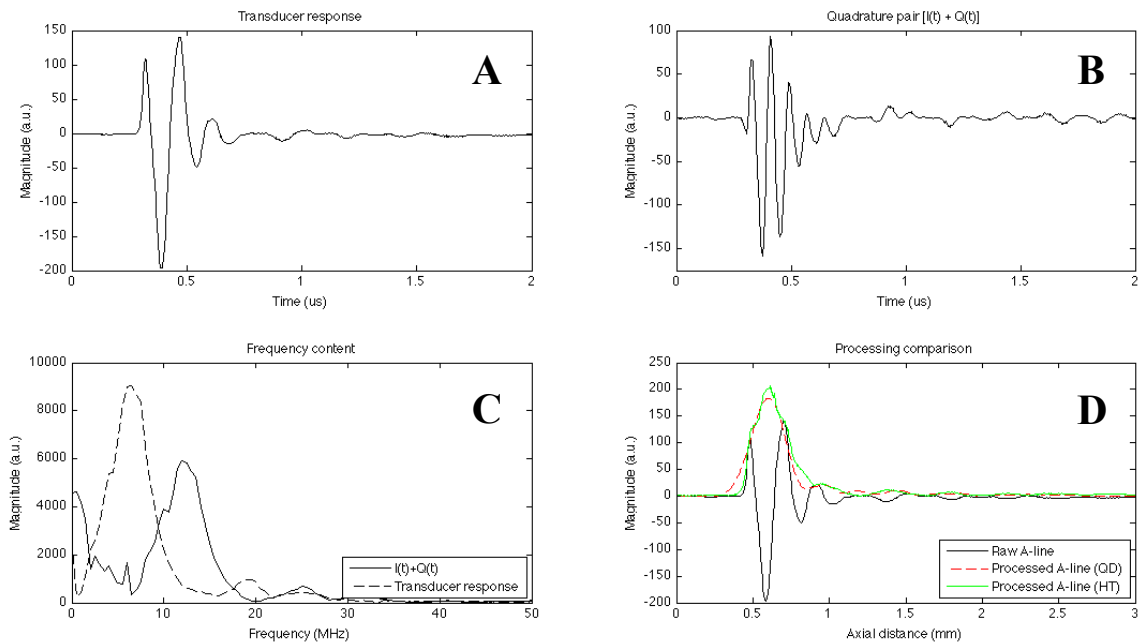 Transducer response
A
Magnitude (a.u.)
150
100
50
0
-50
-100
-150
-200
0
0.5
1
1.5
2
Time (us)
Quadrature pair [I(t) + Q(t)]
B
Magnitude (a.u.)
100
50
0
-50
-100
-150
0
0.5
1
1.5
2
Time (us)
Frequency content
C
Magnitude (a.u.)
10000
8000
6000
4000
2000
0
0
10
20
30
40
50
Frequency (MHz)
I(t)+Q(t)
Transducer response
Processing comparison
D
Magnitude (a.u.)
250
200
150
100
50
0
-50
-100
-150
-200
0
0.5
1
1.5
2
2.5
3
Axial distance (mm)
Raw A-line
Processed A-line (QD)
Processed A-line (HT)